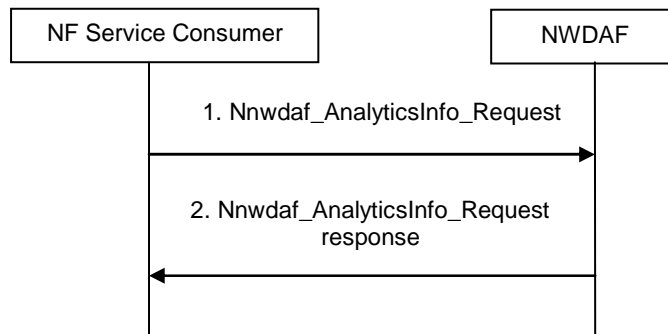 NF Service Consumer
NWDAF
1. Nnwdaf_AnalyticsInfo_Request
2. Nnwdaf_AnalyticsInfo_Request
response